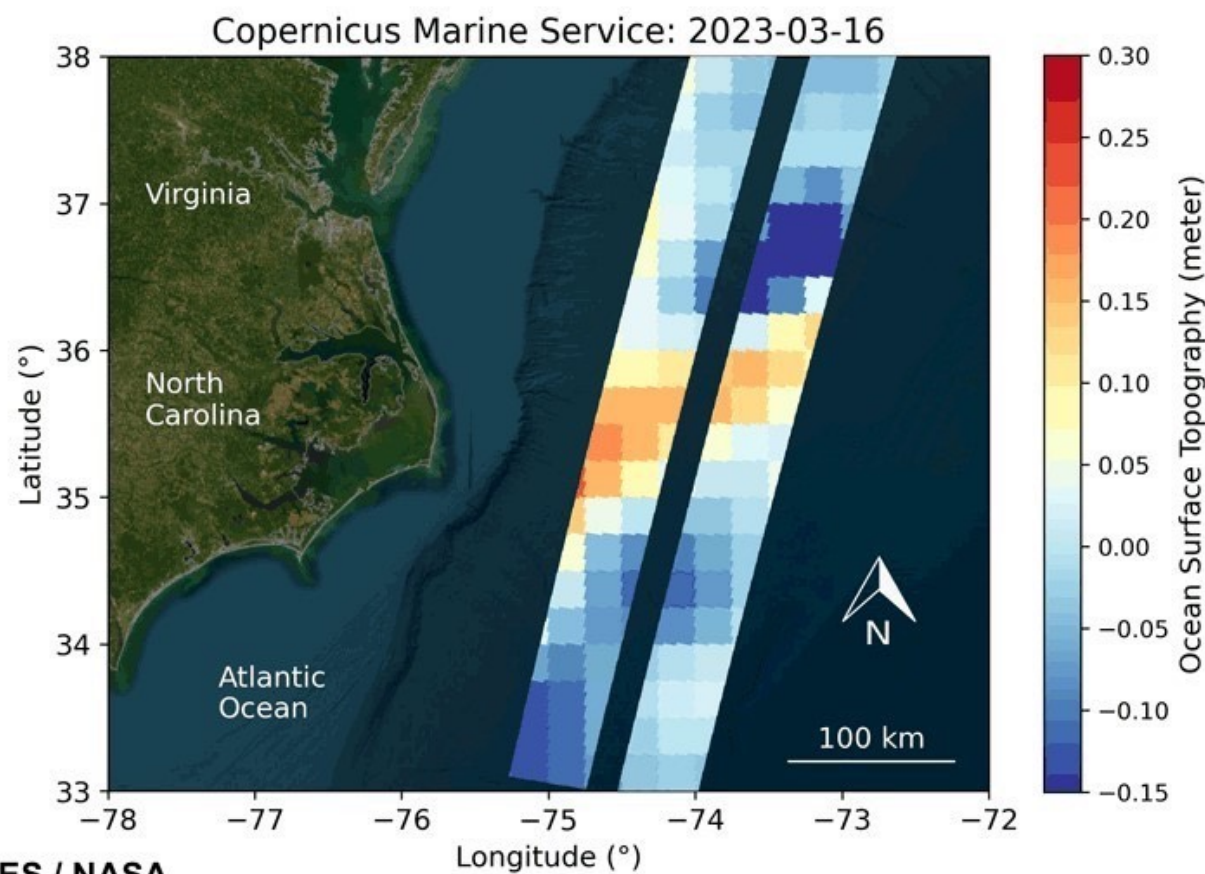 Copernicus Marine Service: 2023-03-16
38
37
36
35
34
33
Latitude (°)
Virginia
North
Carolina
Atlantic
Ocean
N
100 km
−78
−77
−76
−75
−74
−73
−72
Longitude (°)
0.30
0.25
0.20
0.15
0.10
0.05
0.00
−0.05
−0.10
−0.15
Ocean Surface Topography (meter)